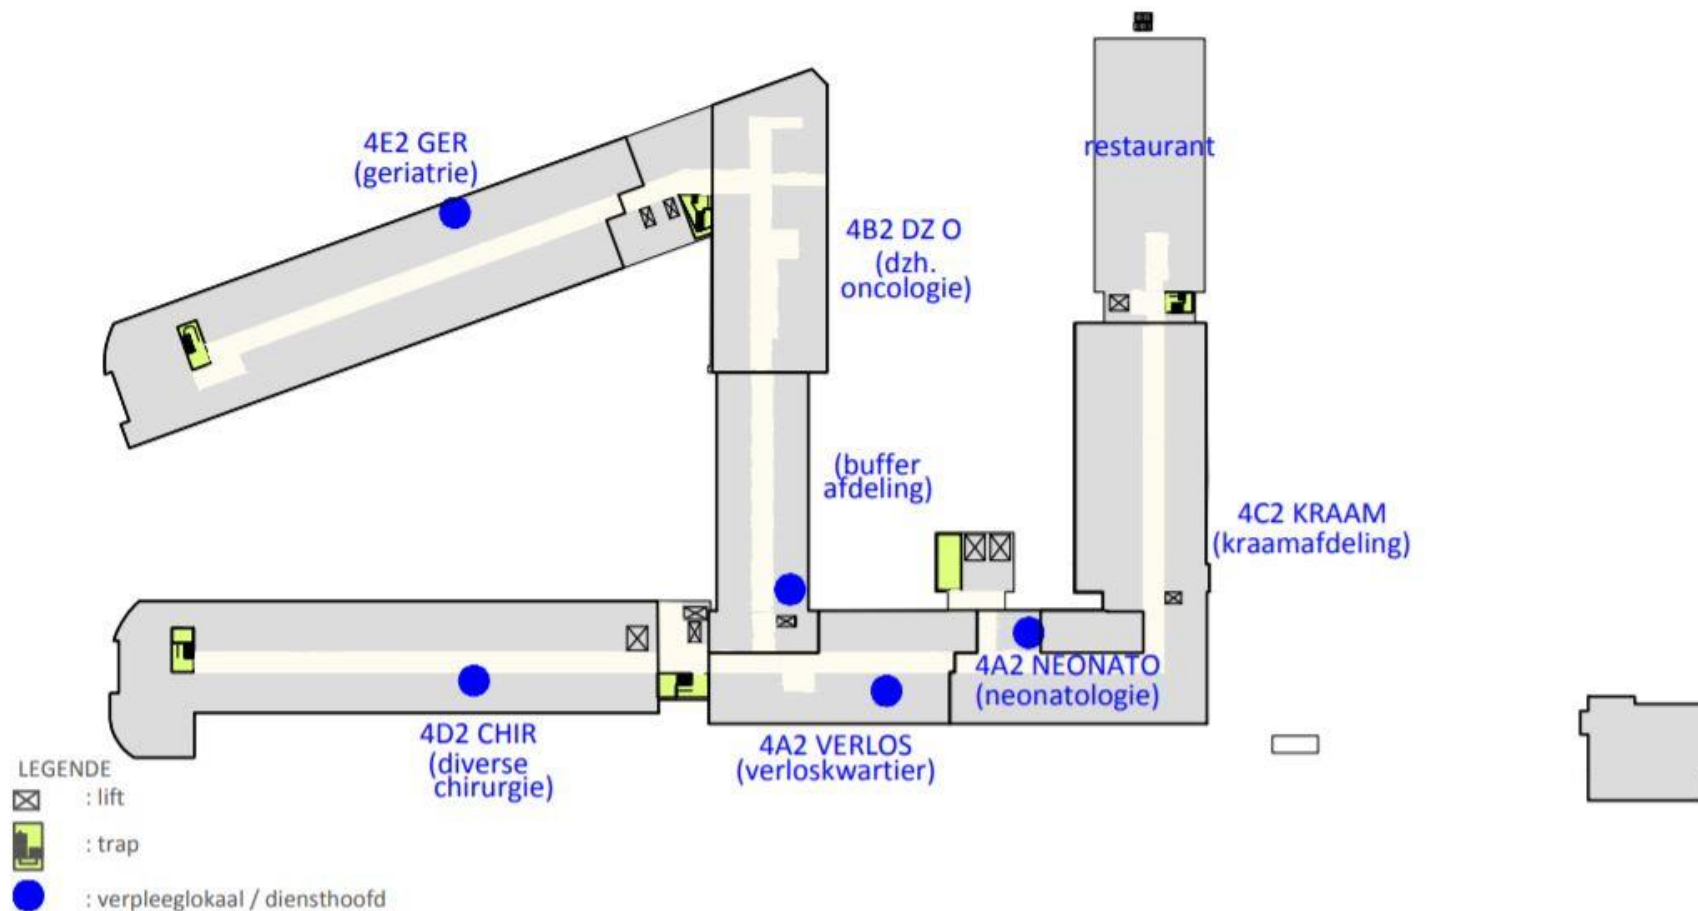 restaurant
4E2 GER
(geriatrie)
4B2 DZ O
(dzh.
oncologie)
(buffer
afdeling)
4C2 KRAAM
(kraamafdeling)
4A2 NEONATO
(neonatologie)
4D2 CHIR
(diverse
chirurgie)
4A2 VERLOS
(verloskwartier)
LEGENDE
: lift
: trap
: verpleeglokaal / diensthoofd